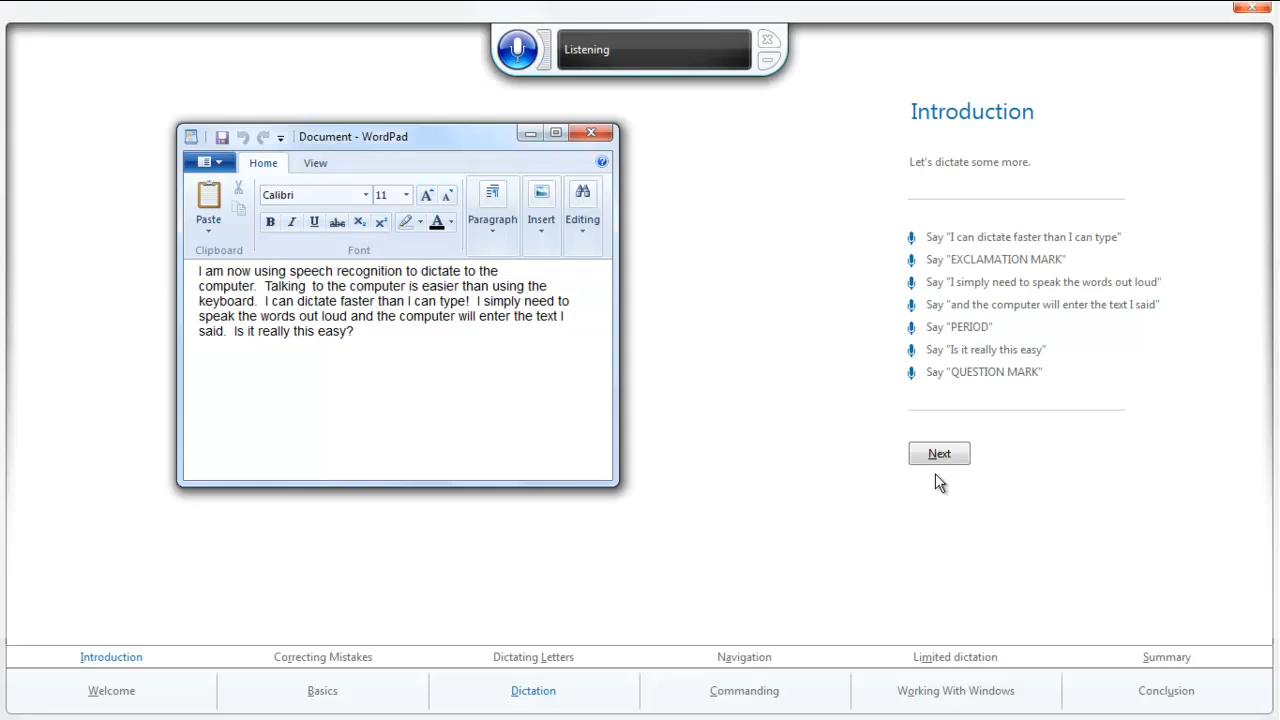 Listening
Document - WordPad
Home
View
Calibri
11
Paste
Clipboard
B I U abc X₂ X²
A
Font
Paragraph
Insert
Editing
I am now using speech recognition to dictate to the
computer.  Talking  to the computer is easier than using the
keyboard.  I can dictate faster than I can type!  I simply need to
speak the words out loud and the computer will enter the text I
said.  Is it really this easy?
Introduction
Let's dictate some more.
Say "I can dictate faster than I can type"
Say "EXCLAMATION MARK"
Say "I simply need to speak the words out loud"
Say "and the computer will enter the text I said"
Say "PERIOD"
Say "Is it really this easy"
Say "QUESTION MARK"
Next
Introduction
Correcting Mistakes
Dictating Letters
Navigation
Limited dictation
Summary
Welcome
Basics
Dictation
Commanding
Working With Windows
Conclusion